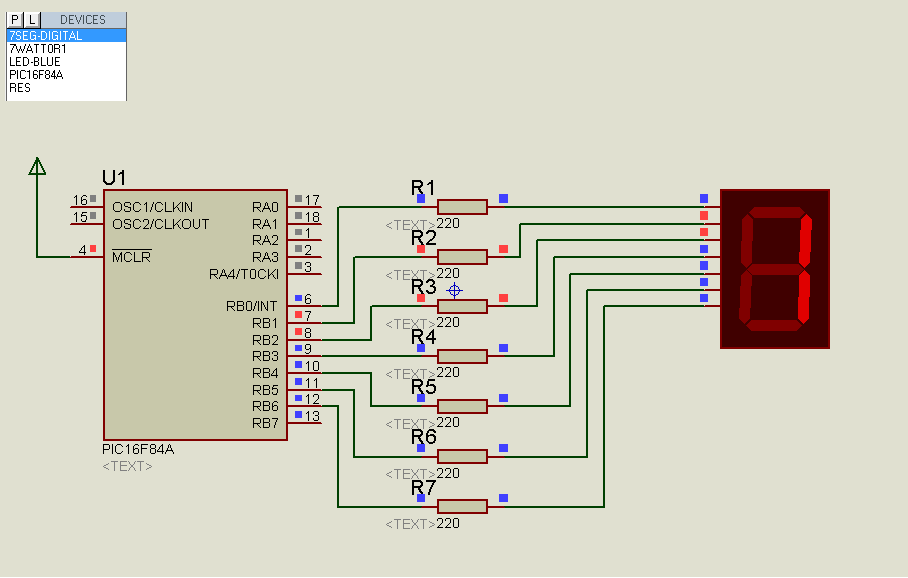 P L DEVICES
7SEG-DIGITAL
7WATT0R1
LED-BLUE
PIC16F84A
RES
U1
16 OSC1/CLKIN RA0 17
15 OSC2/CLKOUT RA1 18
RA2 1
4 MCLR RA3 2
RA4/T0CKI 3
RB0/INT 6
RB1 7
RB2 8
RB3 9
RB4 10
RB5 11
RB6 12
RB7 13
PIC16F84A
<TEXT>
R1
<TEXT> 220
R2
<TEXT> 220
R3
<TEXT> 220
R4
<TEXT> 220
R5
<TEXT> 220
R6
<TEXT> 220
R7
<TEXT> 220
1